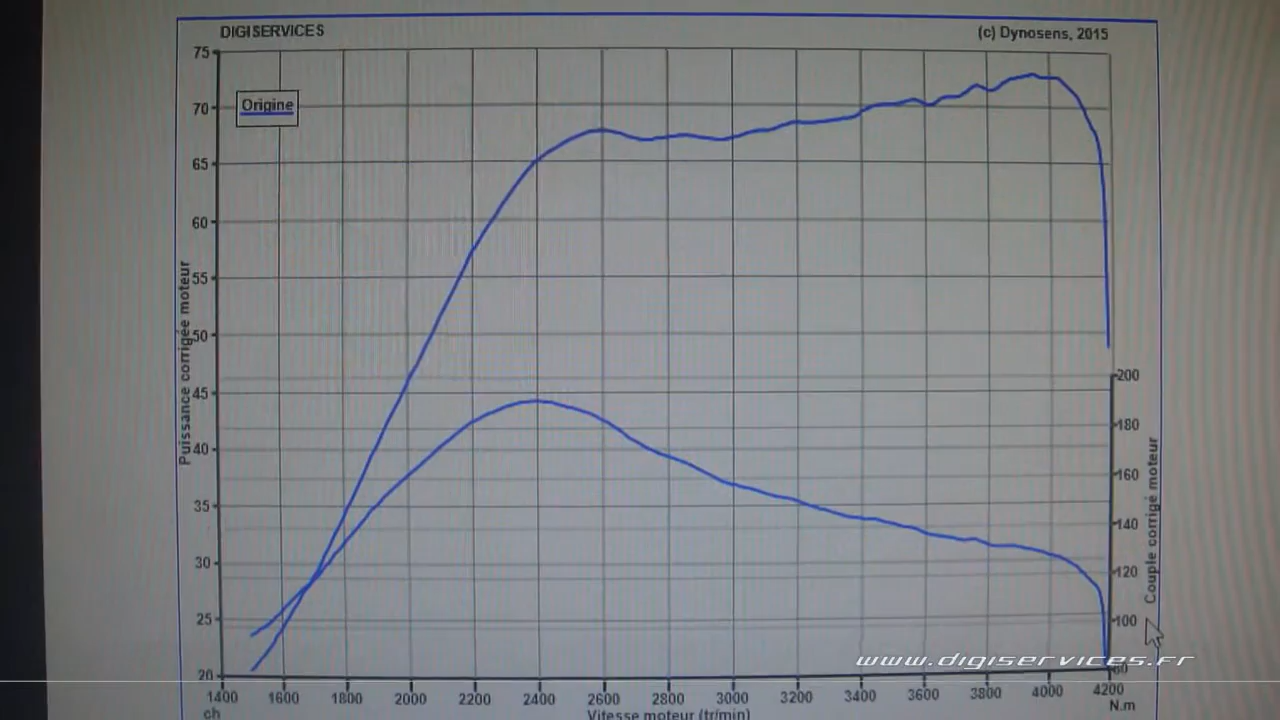 DIGISERVICES
(c) Dynosens, 2015
75
Origine
70
65
60
55
50
45
40
35
30
25
20
Puissance corrigée moteur
200
180
160
140
120
100
80
Couple corrigé moteur
www.digiservices.fr
1400 1600 1800 2000 2200 2400 2600 2800 3000 3200 3400 3600 3800 4000 4200
ch
Vitesse moteur (tr/min)
N.m